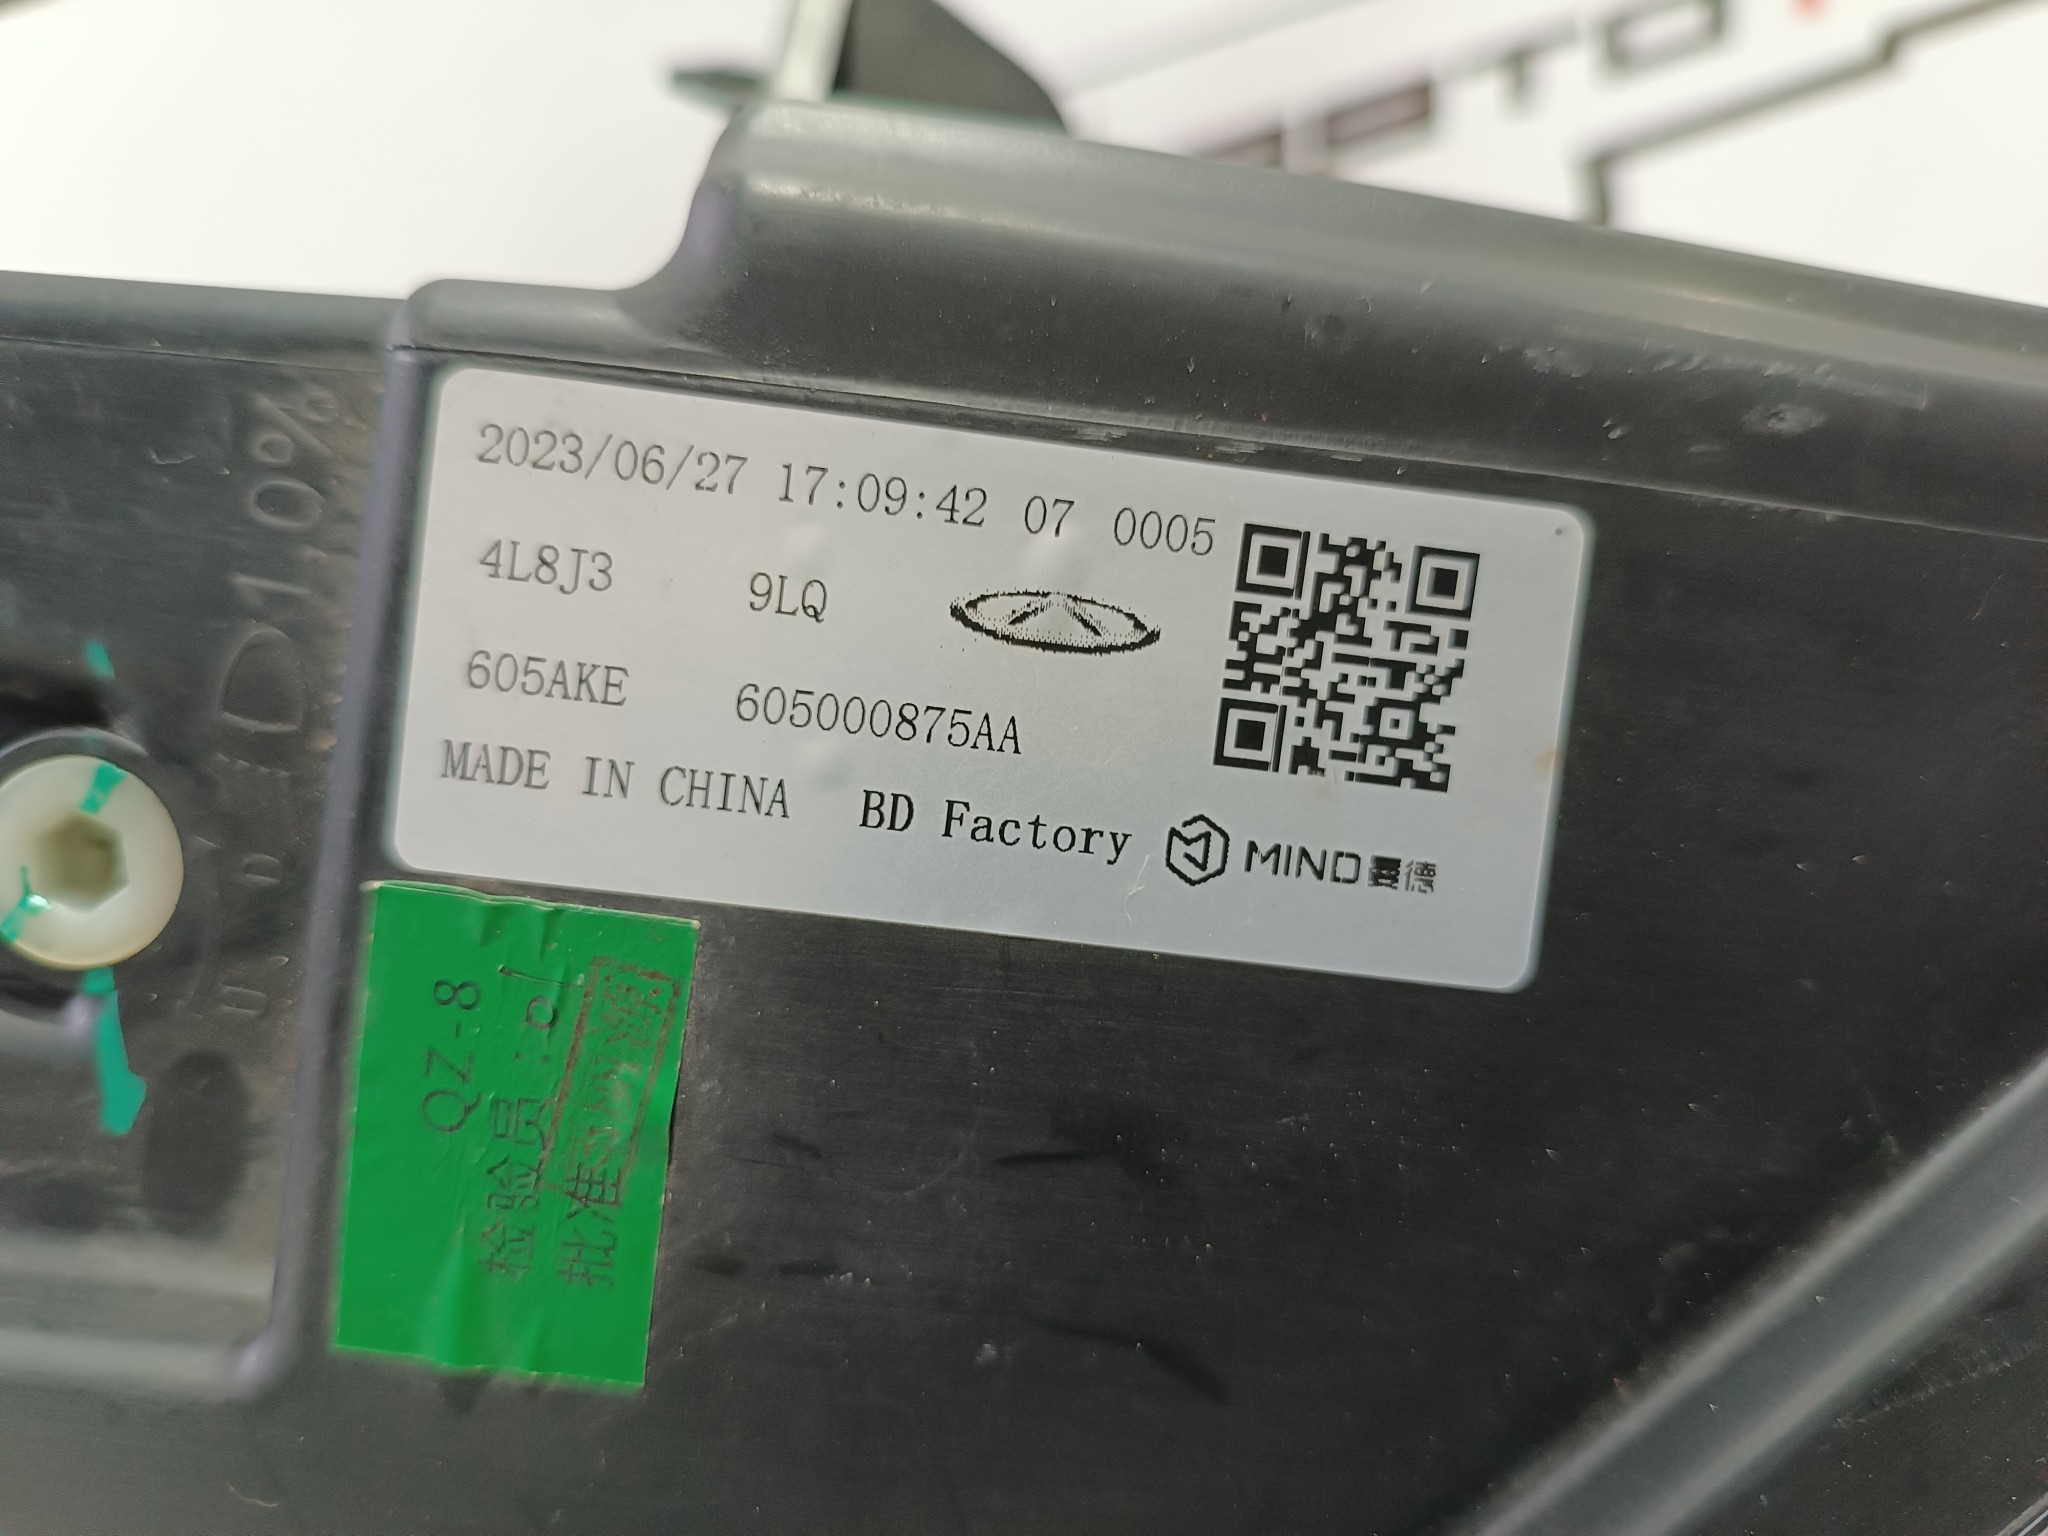 2023/06/27 17:09:42 07 0005
4L8J3 9LQ
605AKE 605000875AA
MADE IN CHINA BD Factory MIND
QZ-8
检验员:01
批准